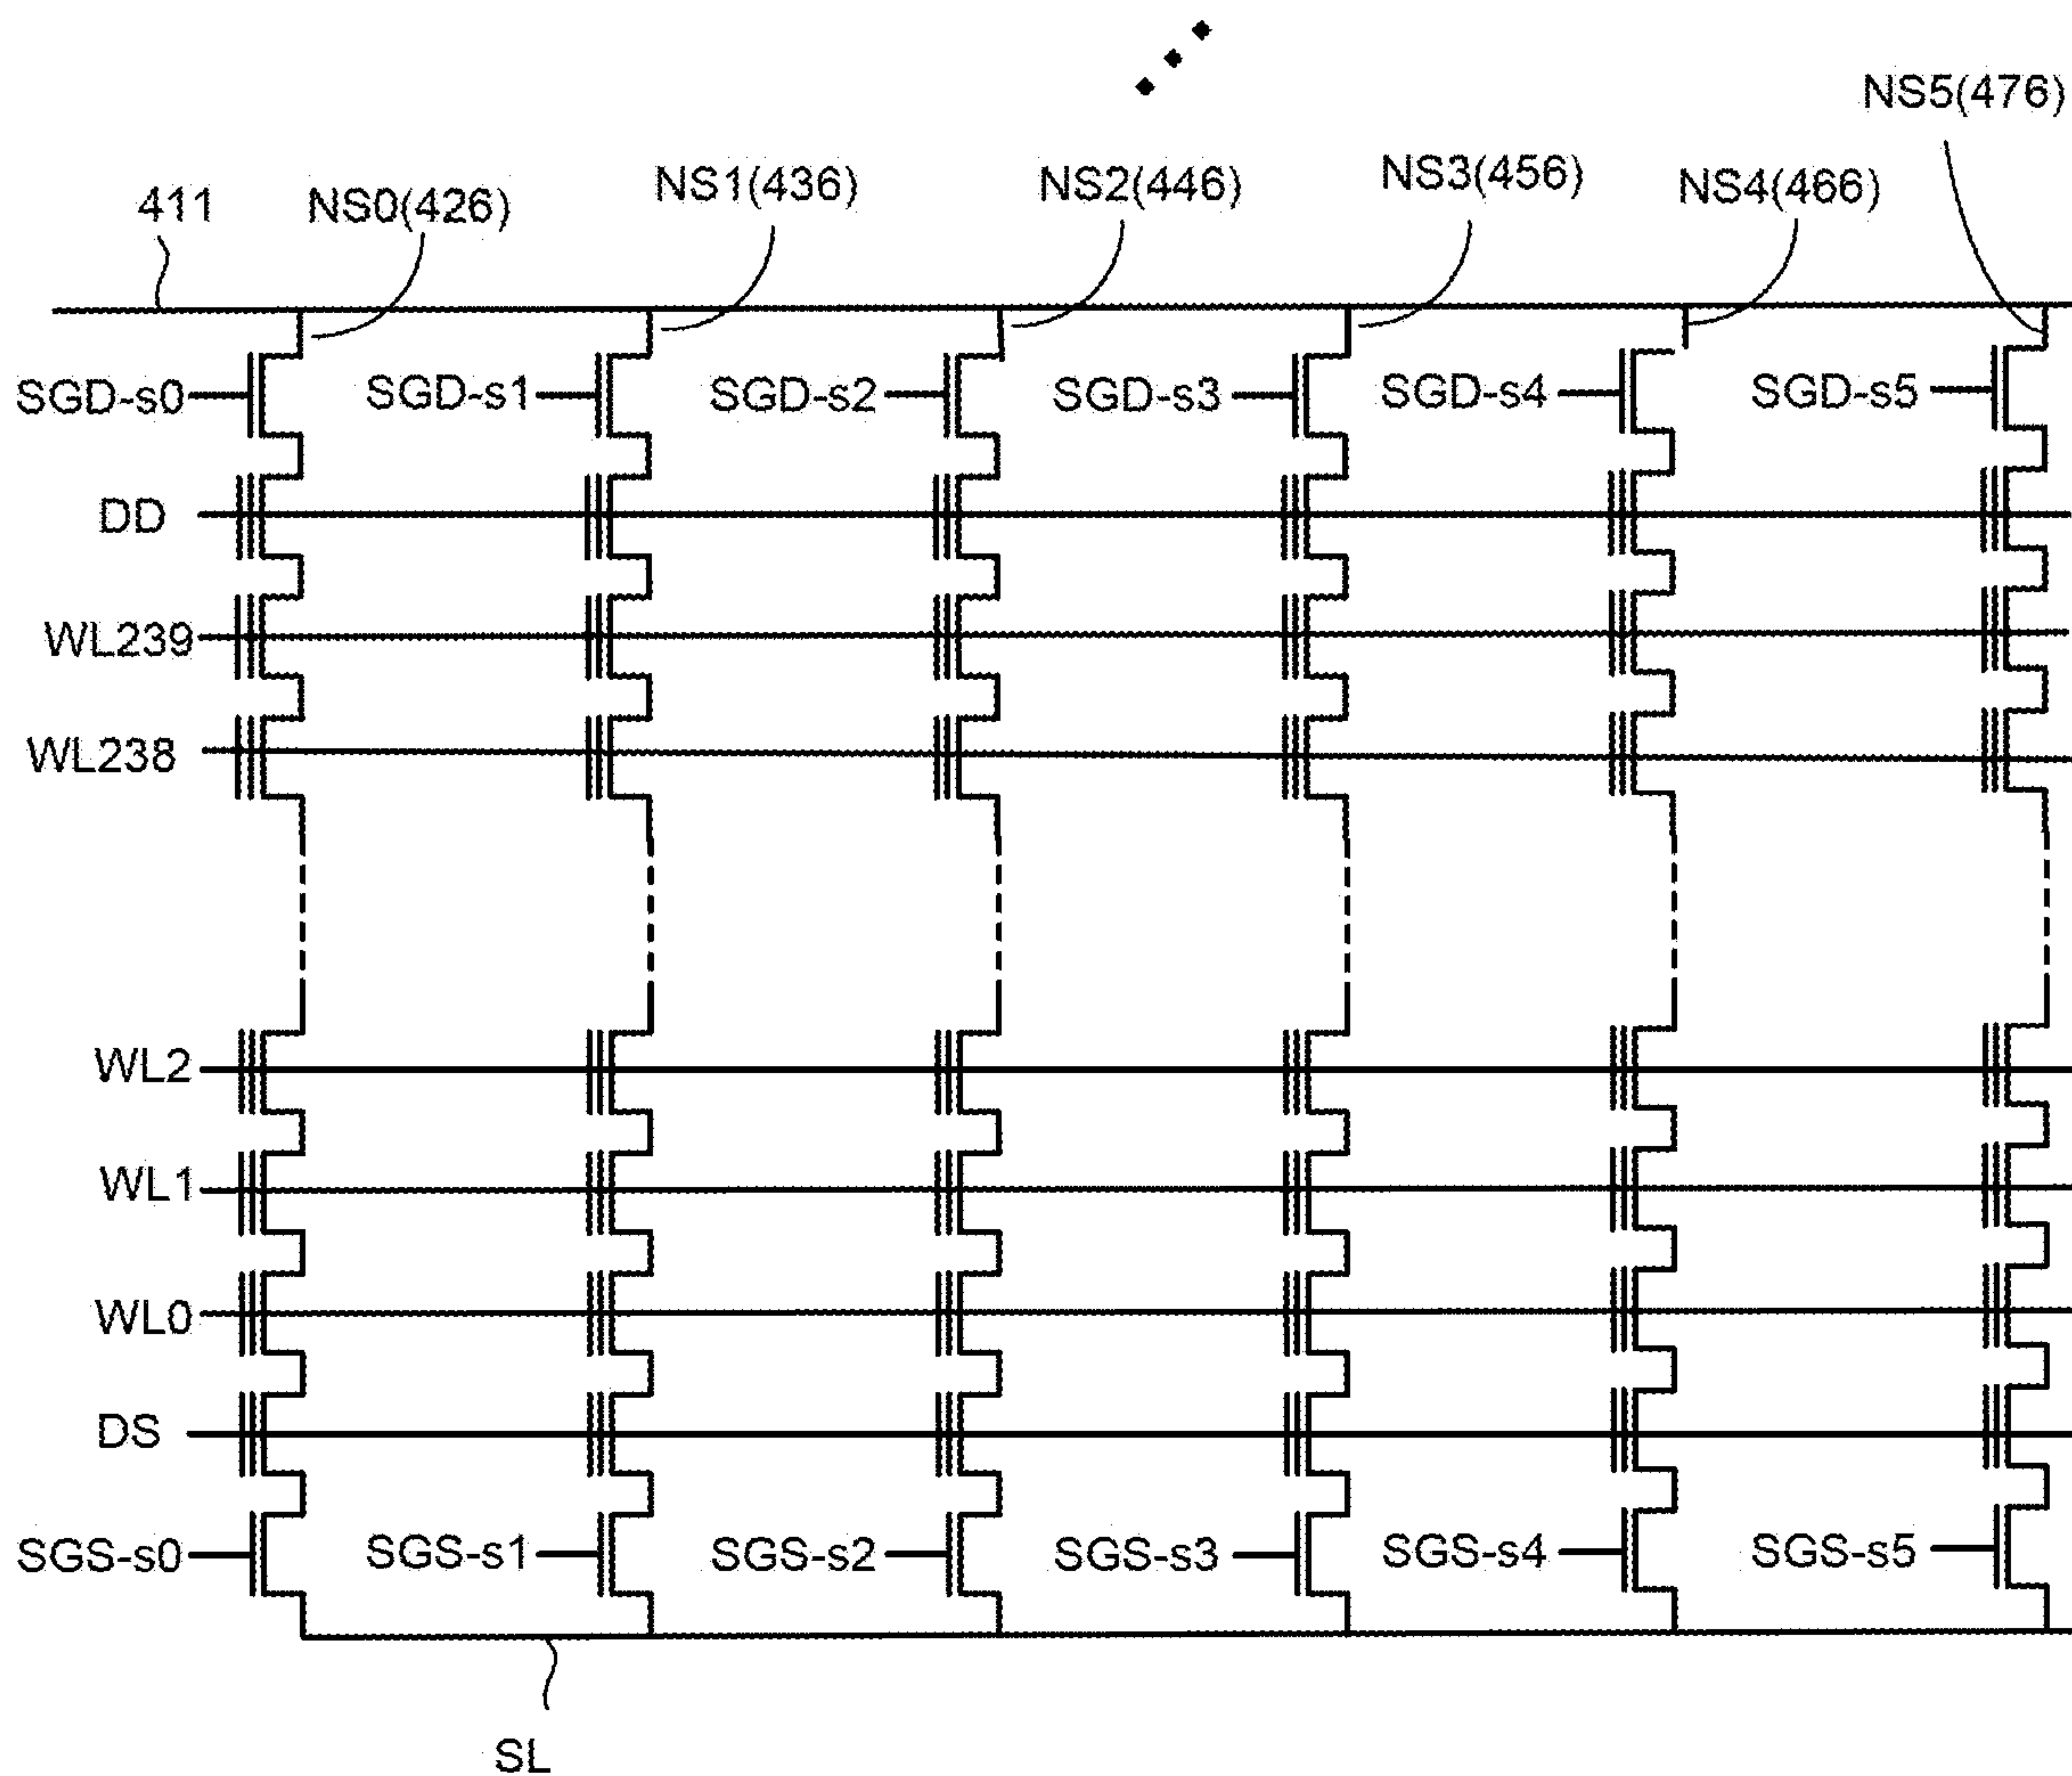 NS5(476)
NS3(456)
NS1(436)
NS2(446)
NS4(466)
411
NS0(426)
SGD-s0
SGD-s1
SGD-s2
SGD-s3
SGD-s4
SGD-s5
DD
WL239
WL238
WL2
WL1
WL0
DS
SGS-s0
SGS-s1
SGS-s2
SGS-s3
SGS-s4
SGS-s5
SL